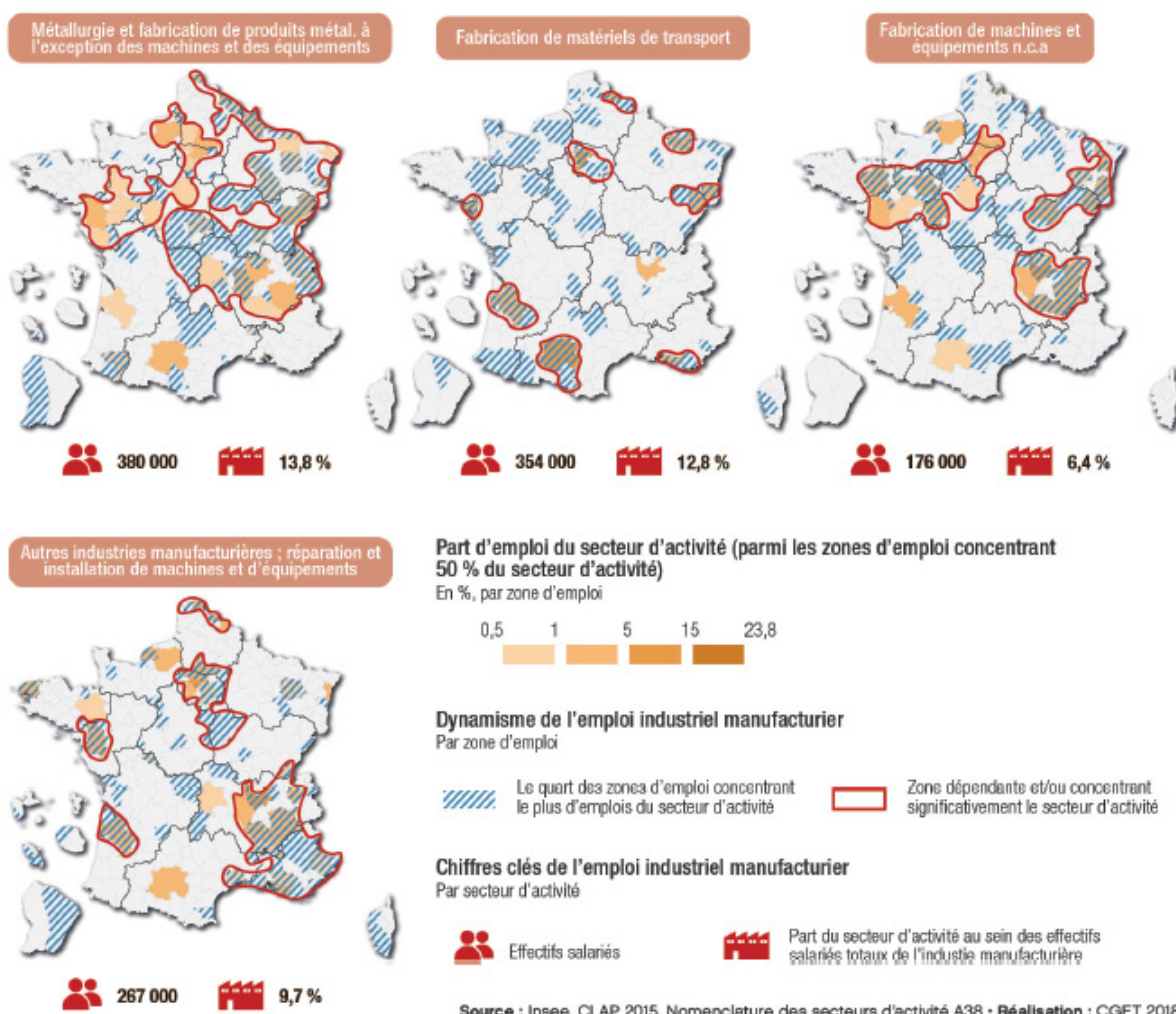 Métallurgie et fabrication de produits métal. à
l'exception des machines et des équipements
Fabrication de matériels de transport
Fabrication de machines et
équipements n.c.a
380 000
13,8 %
354 000
12,8 %
176 000
6,4 %
Autres industries manufacturières ; réparation et
installation de machines et d'équipements
267 000
9,7 %
Part d'emploi du secteur d'activité (parmi les zones d'emploi concentrant
50 % du secteur d'activité)
En %, par zone d'emploi
0,5 1 5 15 23,8
Dynamisme de l'emploi industriel manufacturier
Par zone d'emploi
Le quart des zones d'emploi concentrant
le plus d'emplois du secteur d'activité
Zone dépendante et/ou concentrant
significativement le secteur d'activité
Chiffres clés de l'emploi industriel manufacturier
Par secteur d'activité
Effectifs salariés
Part du secteur d'activité au sein des effectifs
salariés totaux de l'industie manufacturière
Source : Insee, CLAP 2015, Nomenclature des secteurs d'activité A38 • Réalisation : CGET 2018